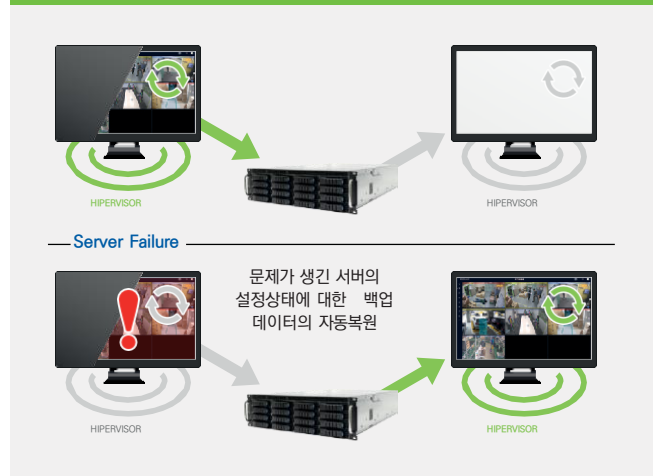 HIPERVISOR
HIPERVISOR
Server Failure
문제가 생긴 서버의
설정상태에 대한 백업
데이터의 자동복원
HIPERVISOR
HIPERVISOR